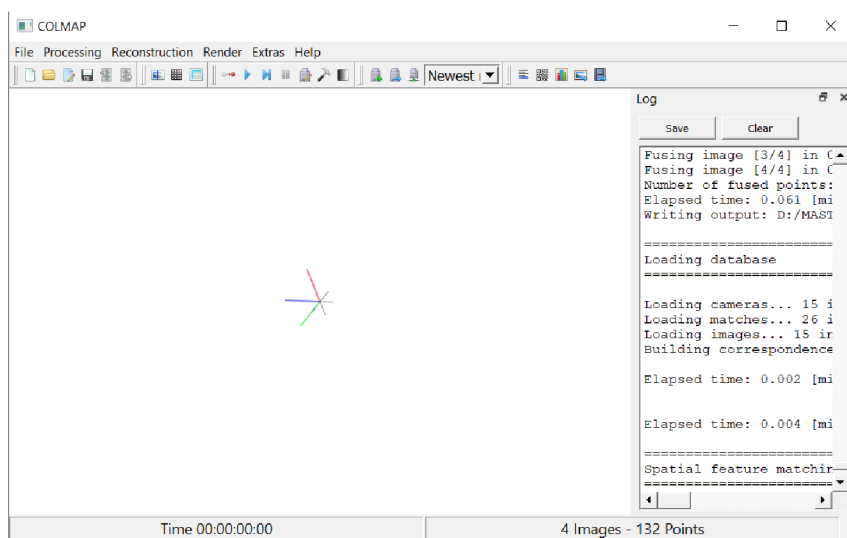 COLMAP
File Processing Reconstruction Render Extras Help
Newest
Log
Save Clear
Fusing image [3/4] in
Fusing image [4/4] in
Number of fused points:
Elapsed time: 0.061 [mi
Writing output: D:/MAST
=====================
Loading database
=====================
Loading cameras... 15 i
Loading matches... 26 i
Loading images... 15 in
Building correspondence
Elapsed time: 0.002 [mi
Elapsed time: 0.004 [mi
=====================
Spatial feature matchin
=====================
Time 00:00:00:00
4 Images - 132 Points